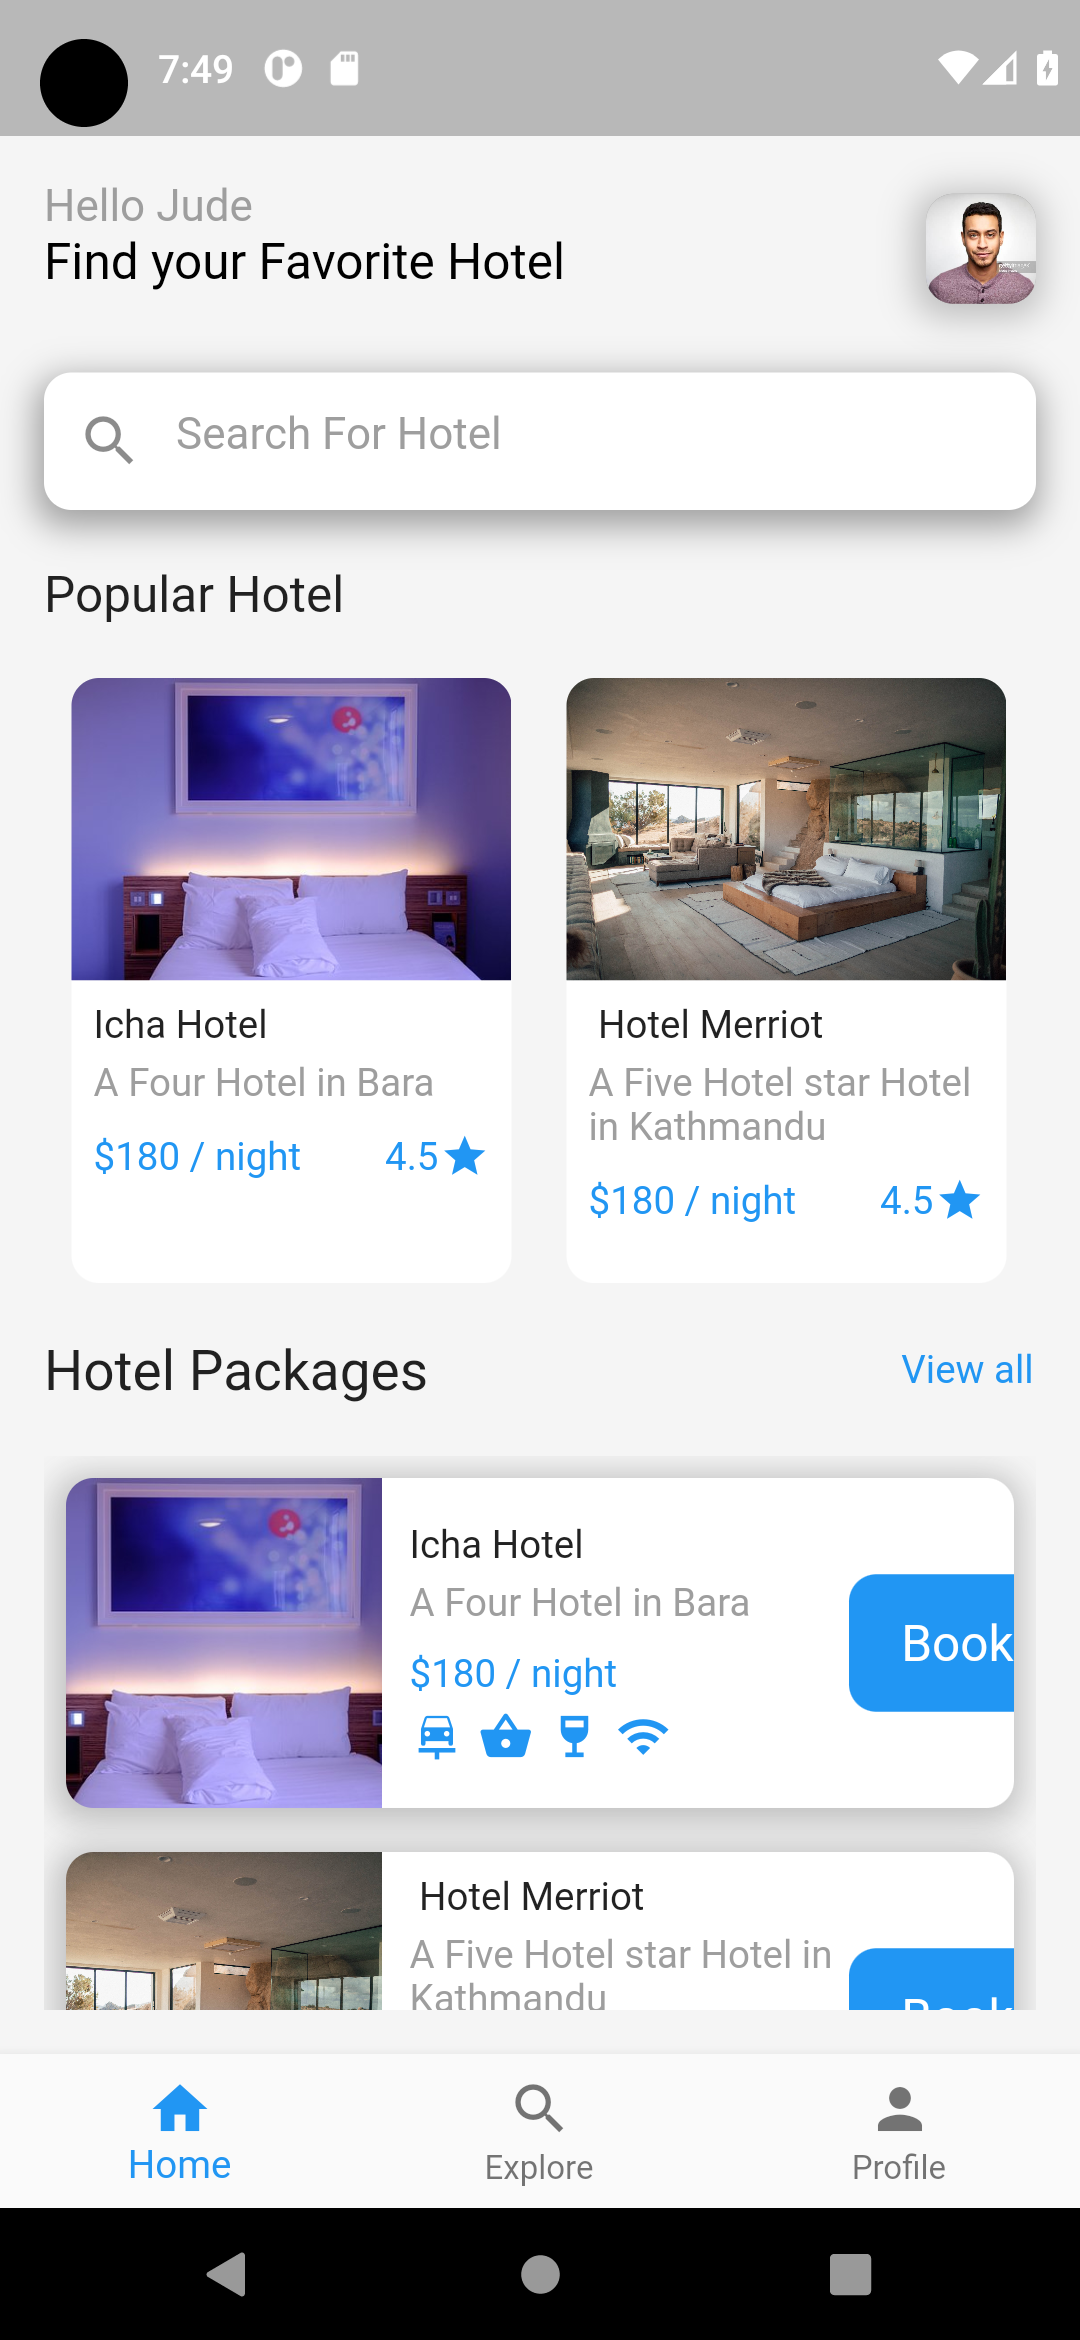 7:49
Hello Jude
Find your Favorite Hotel
Search For Hotel
Popular Hotel
Icha Hotel
A Four Hotel in Bara
$180 / night 4.5
Hotel Merriot
A Five Hotel star Hotel
in Kathmandu
$180 / night 4.5
Hotel Packages
View all
Icha Hotel
A Four Hotel in Bara
$180 / night
Book
Hotel Merriot
A Five Hotel star Hotel in
Kathmandu
Book
Home
Explore
Profile